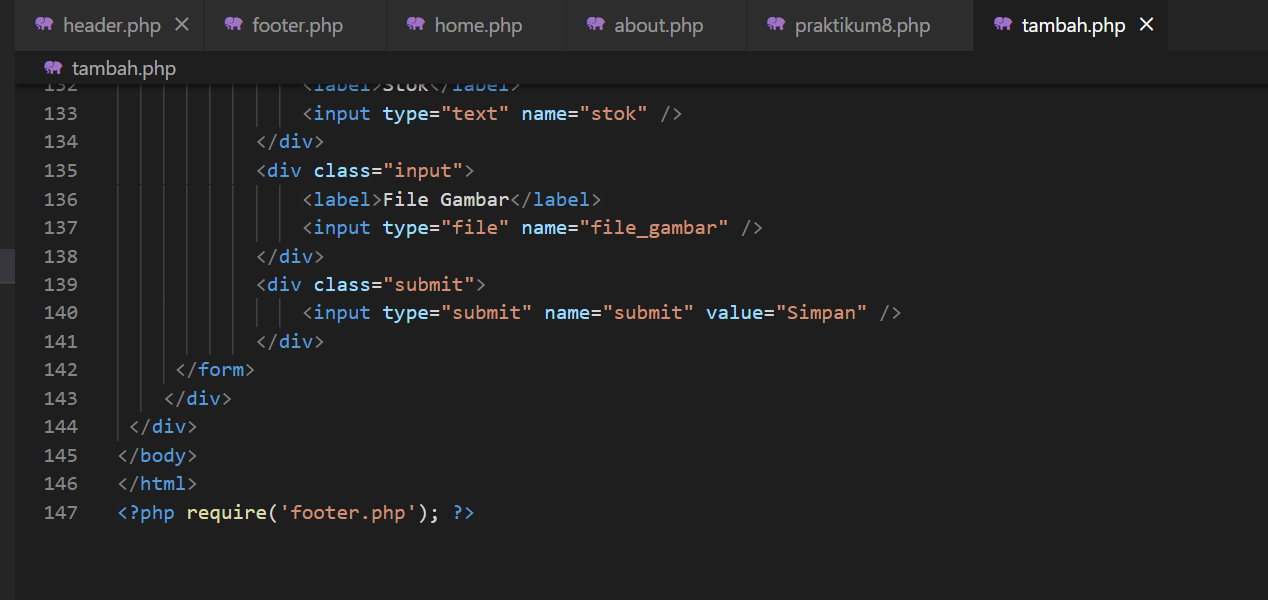 header.php × footer.php home.php about.php praktikum8.php tambah.php ×
tambah.php
132 <label>Stok</label>
133 <input type="text" name="stok" />
134 </div>
135 <div class="input">
136 <label>File Gambar</label>
137 <input type="file" name="file_gambar" />
138 </div>
139 <div class="submit">
140 <input type="submit" name="submit" value="Simpan" />
141 </div>
142 </form>
143 </div>
144 </div>
145 </body>
146 </html>
147 <?php require('footer.php'); ?>